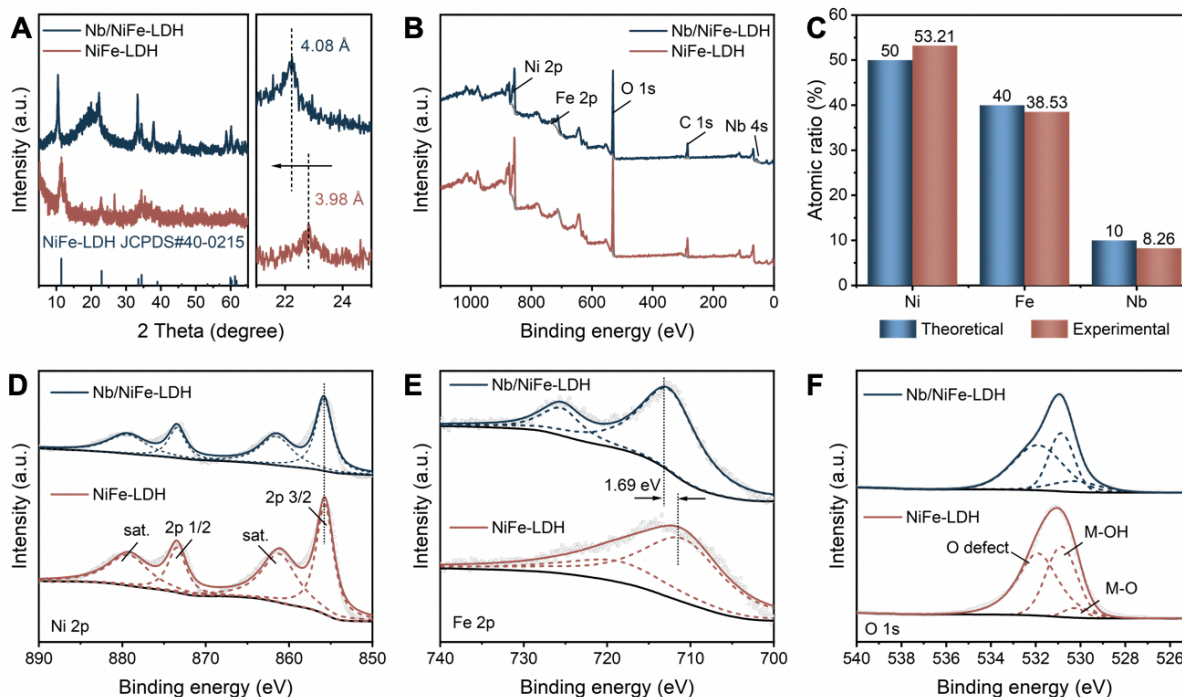 A
Nb/NiFe-LDH
NiFe-LDH
NiFe-LDH JCPDS#40-0215
4.08 Å
3.98 Å
Intensity (a.u.)
10 20 30 40 50 60
22 24
2 Theta (degree)
B
Nb/NiFe-LDH
NiFe-LDH
Ni 2p
Fe 2p
O 1s
C 1s
Nb 4s
Intensity (a.u.)
1000 800 600 400 200 0
Binding energy (eV)
C
60
50
40
30
20
10
0
Atomic ratio (%)
50
53.21
40
38.53
10
8.26
Ni Fe Nb
Theoretical
Experimental
D
Nb/NiFe-LDH
NiFe-LDH
sat.
2p 1/2
sat.
2p 3/2
Ni 2p
Intensity (a.u.)
890 880 870 860 850
Binding energy (eV)
E
Nb/NiFe-LDH
1.69 eV
NiFe-LDH
Fe 2p
Intensity (a.u.)
740 730 720 710 700
Binding energy (eV)
F
Nb/NiFe-LDH
NiFe-LDH
O defect
M-OH
M-O
O 1s
Intensity (a.u.)
540 538 536 534 532 530 528 526
Binding energy (eV)